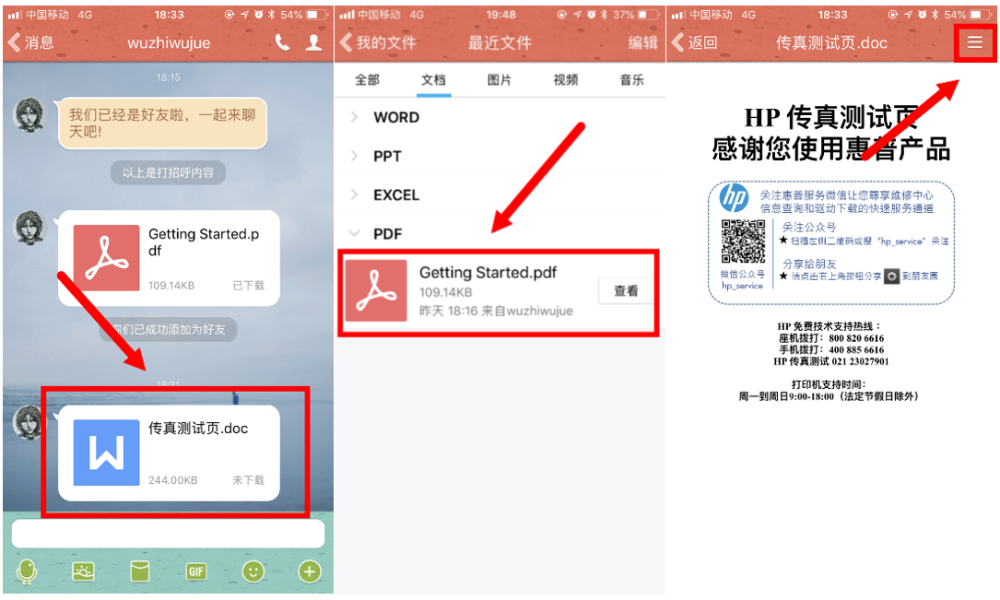 中国移动 4G 18:33 54%
消息 wuzhiwujue
18:15
我们已经是好友啦，一起来聊
天吧!
以上是打招呼内容
Getting Started.p
df
109.14KB 已下载
你们已成功添加为好友
18:31
传真测试页.doc
244.00KB 未下载
GIF
中国移动 4G 19:48 37%
我的文件 最近文件 编辑
全部 文档 图片 视频 音乐
WORD
PPT
EXCEL
PDF
Getting Started.pdf
109.14KB
昨天 18:16 来自wuzhiwujue
查看
中国移动 4G 18:33 54%
返回 传真测试页.doc
HP 传真测试页
感谢您使用惠普产品
hp
关注惠普服务微信让您尊享维修中心
信息查询和驱动下载的快速服务通道
关注公众号
★扫描左侧二维码或搜“hp_service”关注
分享给朋友
★ 请点击右上角按钮分享 到朋友圈
微信公众号
hp_service
HP 免费技术支持热线：
座机拨打：800 820 6616
手机拨打：400 885 6616
HP 传真测试 021 23027901
打印机支持时间：
周一到周日9:00-18:00（法定节假日除外）